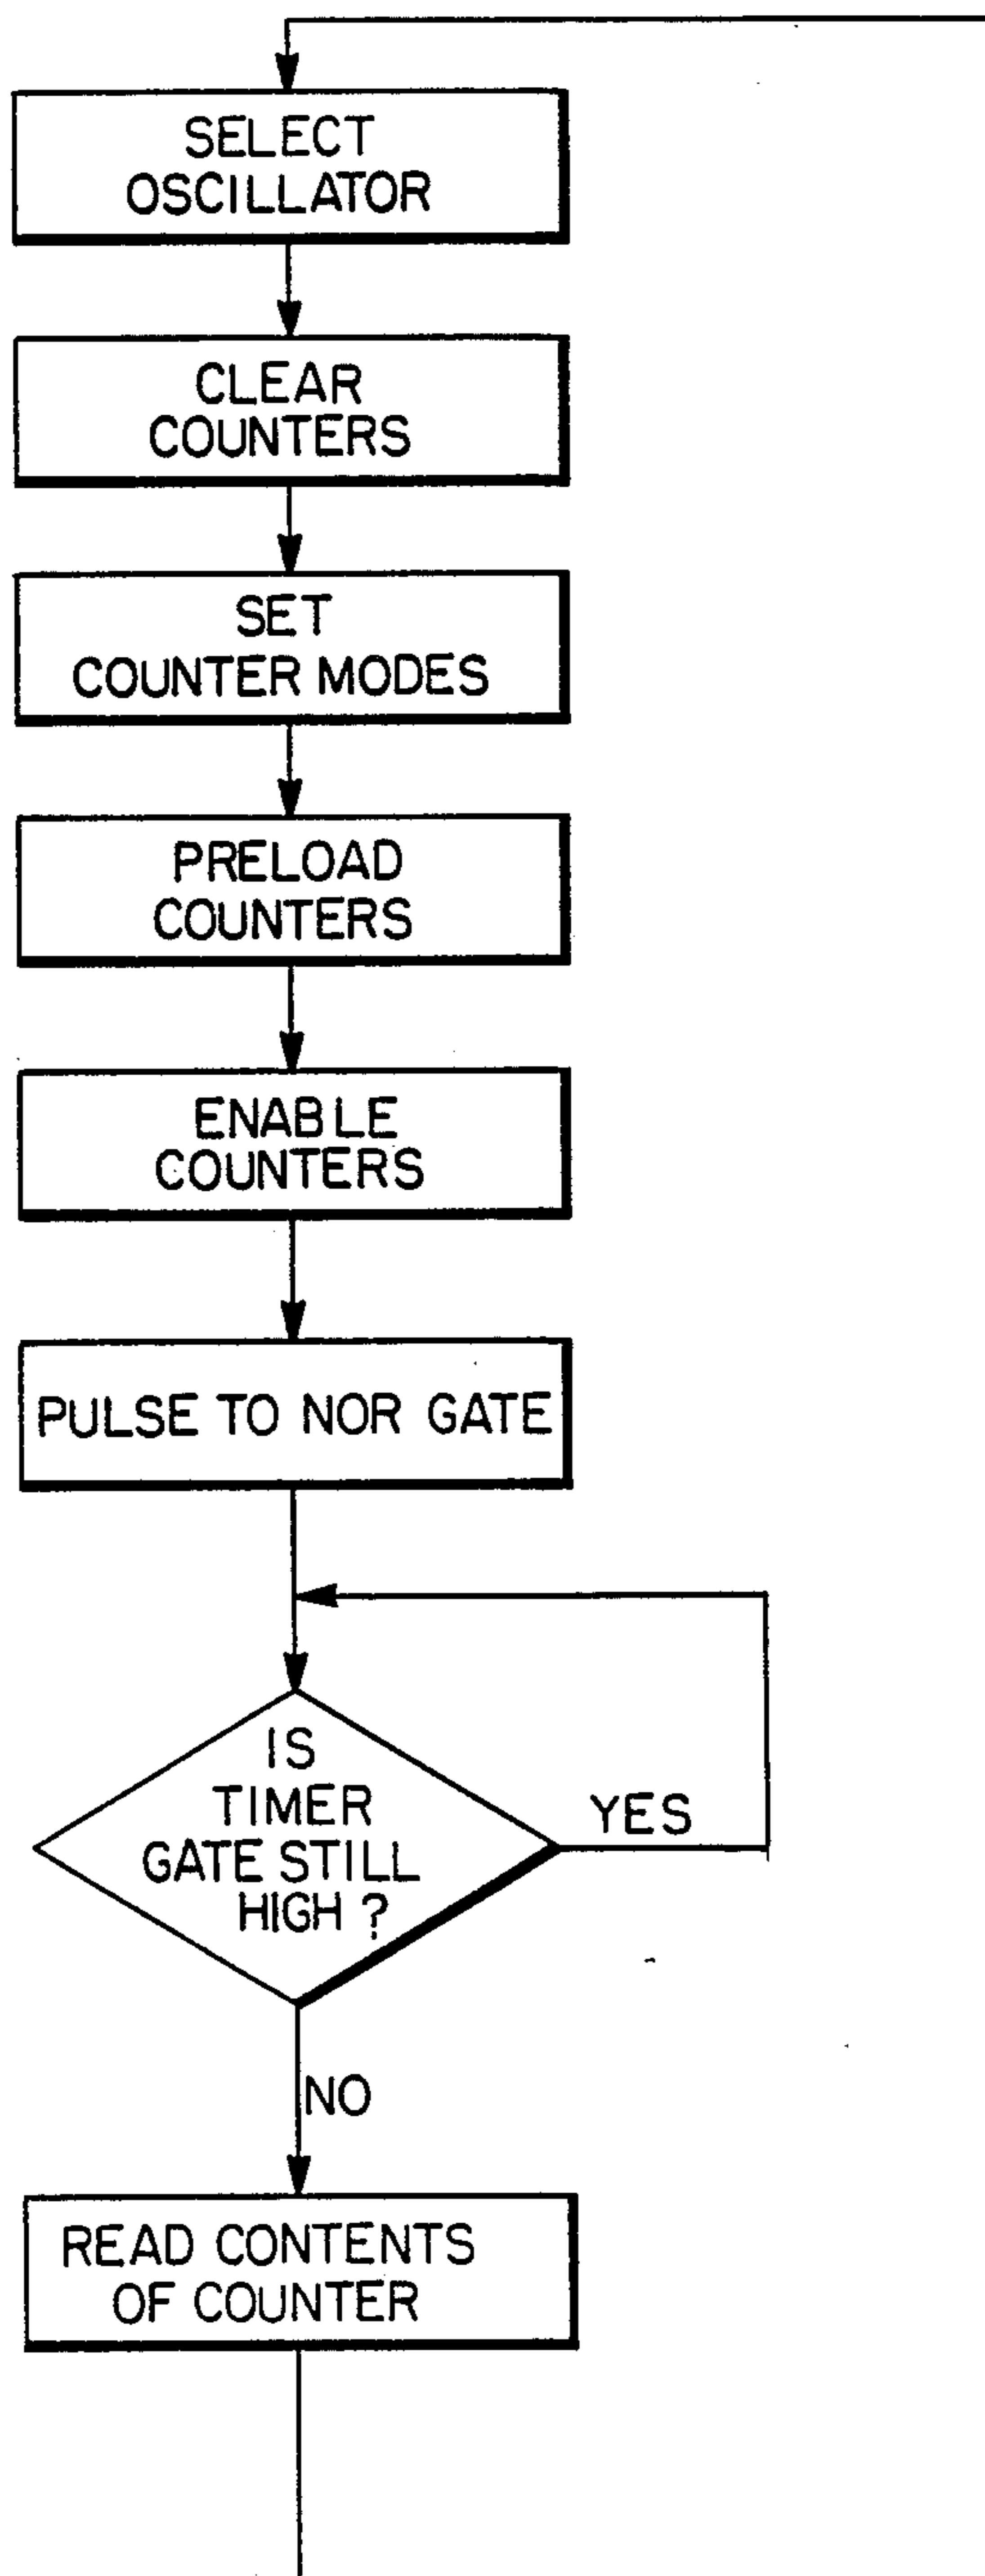 SELECT
OSCILLATOR
CLEAR
COUNTERS
SET
COUNTER MODES
PRELOAD
COUNTERS
ENABLE
COUNTERS
PULSE TO NOR GATE
IS
TIMER
GATE STILL
HIGH ?
YES
NO
READ CONTENTS
OF COUNTER